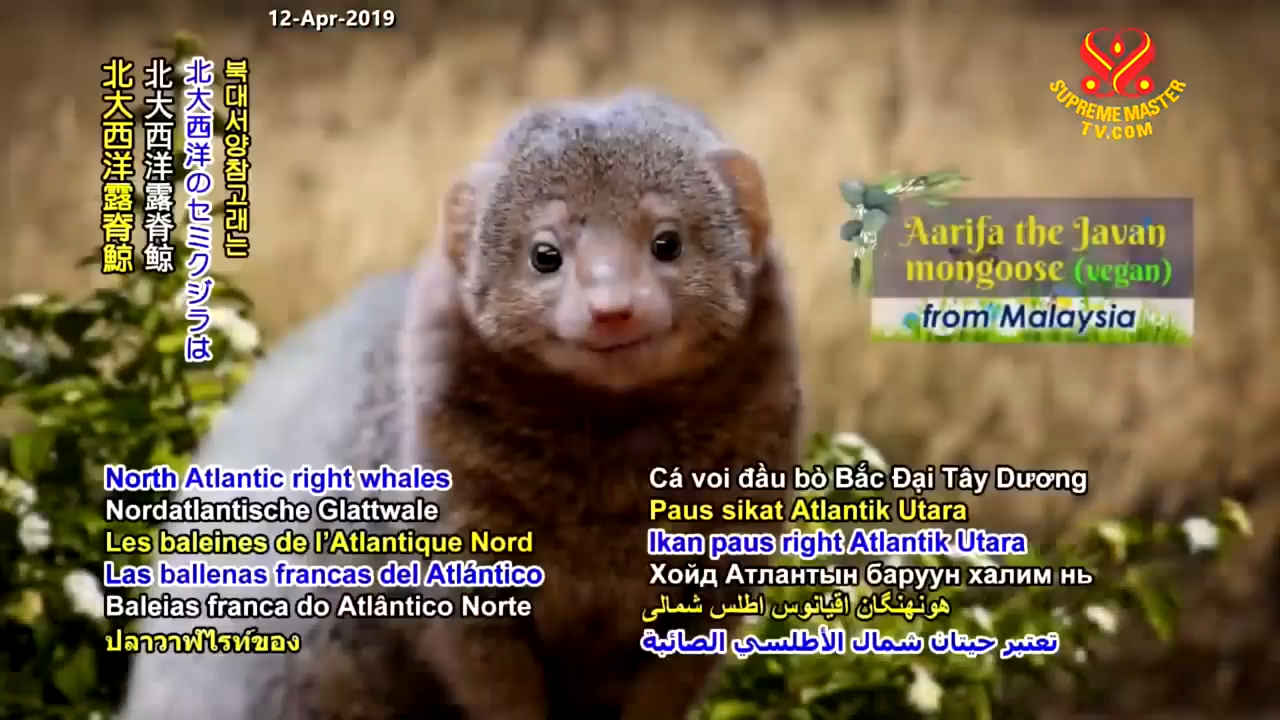 12-Apr-2019
SUPREME MASTER
TV.COM
북대서양참고래는
北大西洋のセミクジラは
北大西洋露脊鲸
北大西洋露脊鯨
Aarifa the Javan
mongoose (vegan)
from Malaysia
North Atlantic right whales
Nordatlantische Glattwale
Les baleines de l’Atlantique Nord
Las ballenas francas del Atlántico
Baleias franca do Atlântico Norte
ปลาวาฬไรท์ของ
Cá voi đầu bò Bắc Đại Tây Dương
Paus sikat Atlantik Utara
Ikan paus right Atlantik Utara
Хойд Атлантын баруун халим нь
هونهنگان اقیانوس اطلس شمالی
تعتبر حيتان شمال الأطلسي الصائبة